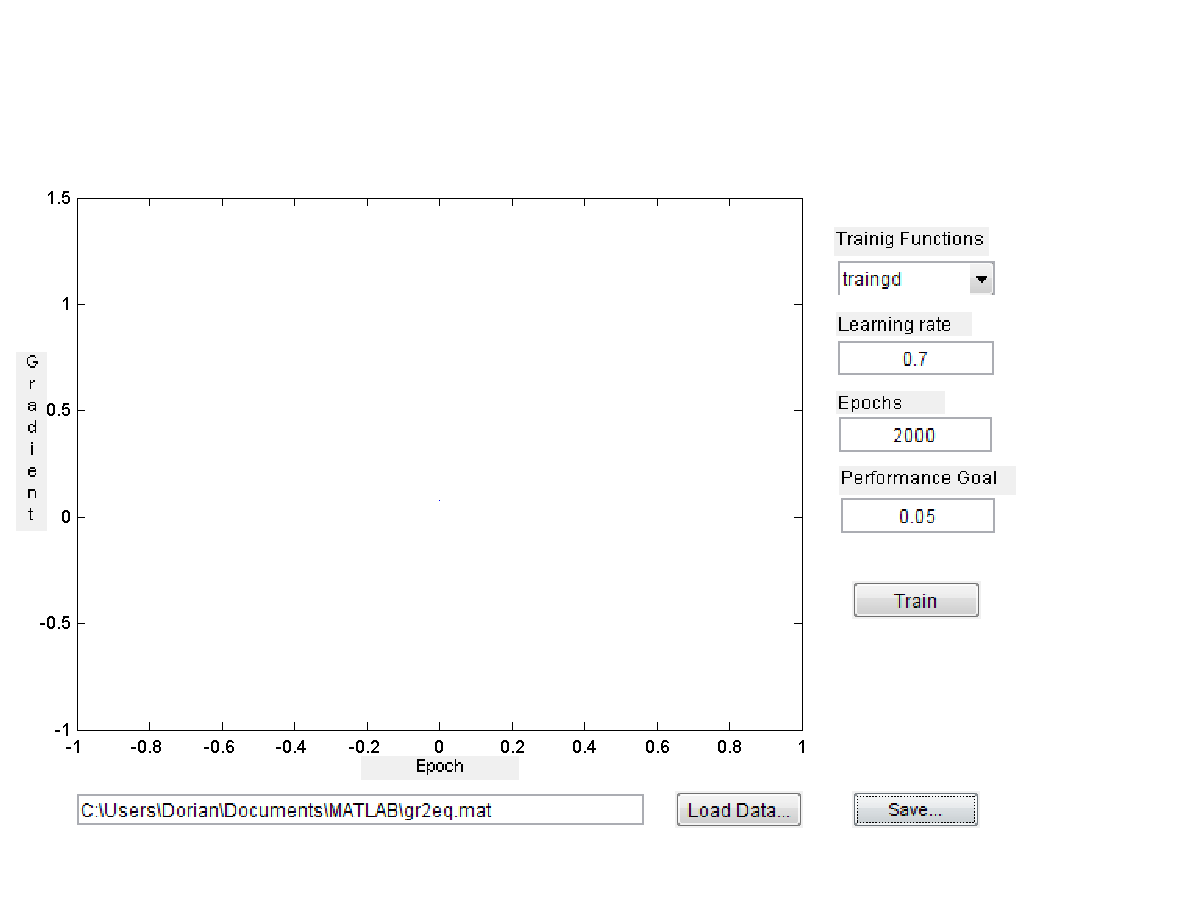 1.5
1
0.5
0
-0.5
-1
-1 -0.8 -0.6 -0.4 -0.2 0 0.2 0.4 0.6 0.8 1
Gradient
Epoch
Trainig Functions
traingd
Learning rate
0.7
Epochs
2000
Performance Goal
0.05
Train
C:\Users\Dorian\Documents\MATLAB\gr2eq.mat
Load Data...
Save...